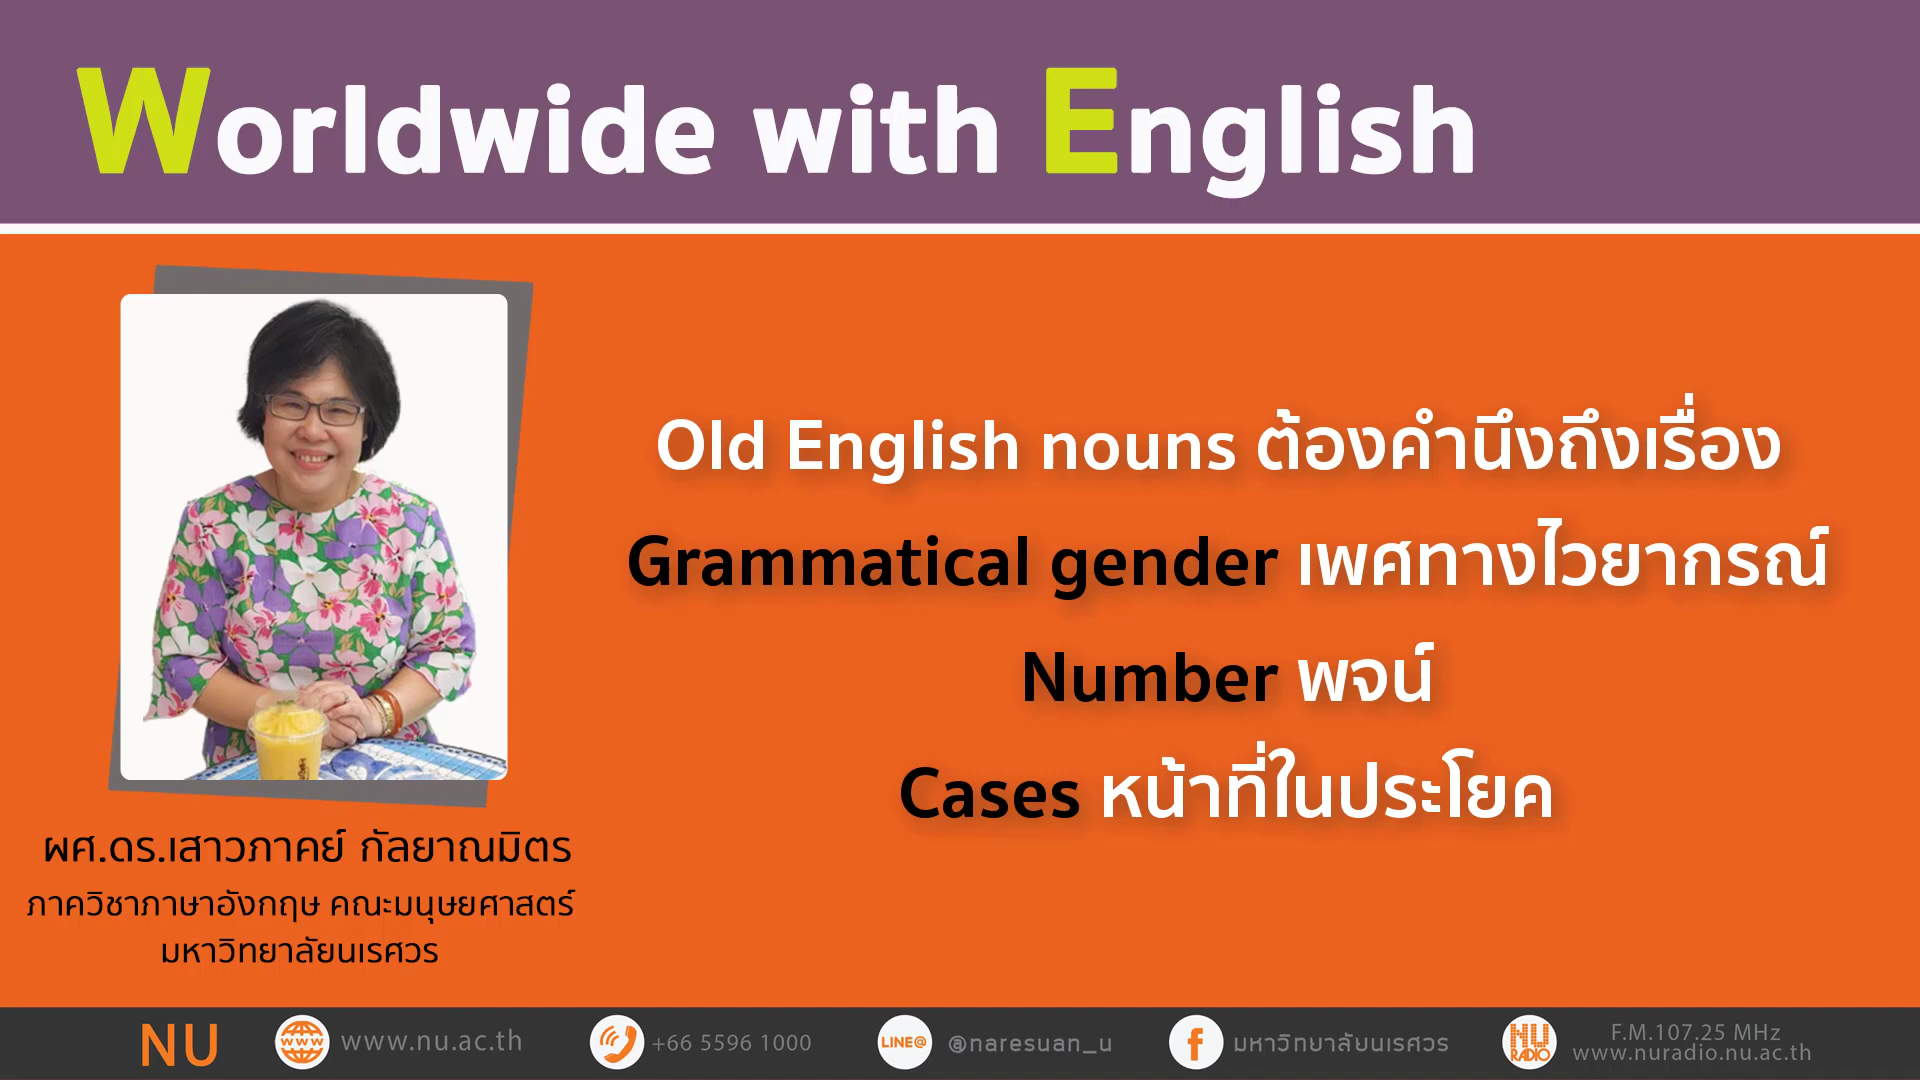 Worldwide with English
Old English nouns ต้องคำนึงถึงเรื่อง
Grammatical gender เพศทางไวยากรณ์
Number พจน์
Cases หน้าที่ในประโยค
ผศ.ดร.เสาวภาคย์ กัลยาณมิตร
ภาควิชาภาษาอังกฤษ คณะมนุษยศาสตร์
มหาวิทยาลัยนเรศวร
NU
www
www.nu.ac.th
+66 5596 1000
LINE@
@naresuan_u
f
มหาวิทยาลัยนเรศวร
NU
RADIO
F.M.107.25 MHz
www.nuradio.nu.ac.th